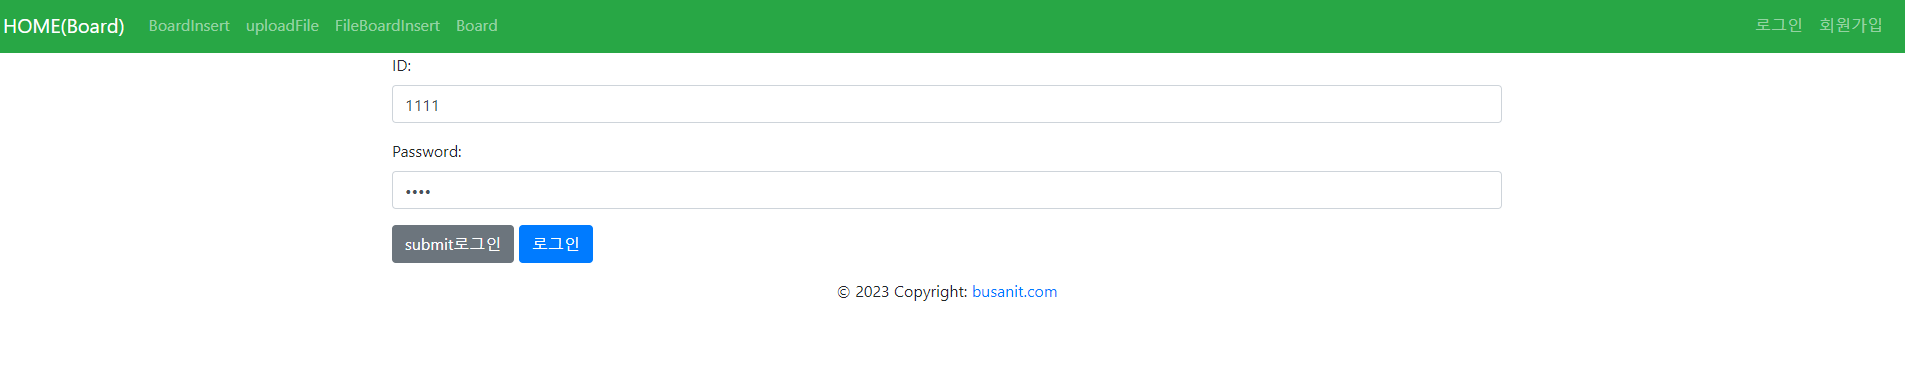 HOME(Board) BoardInsert uploadFile FileBoardInsert Board 로그인 회원가입
ID:
1111
Password:
••••
submit로그인 로그인
© 2023 Copyright: busanit.com